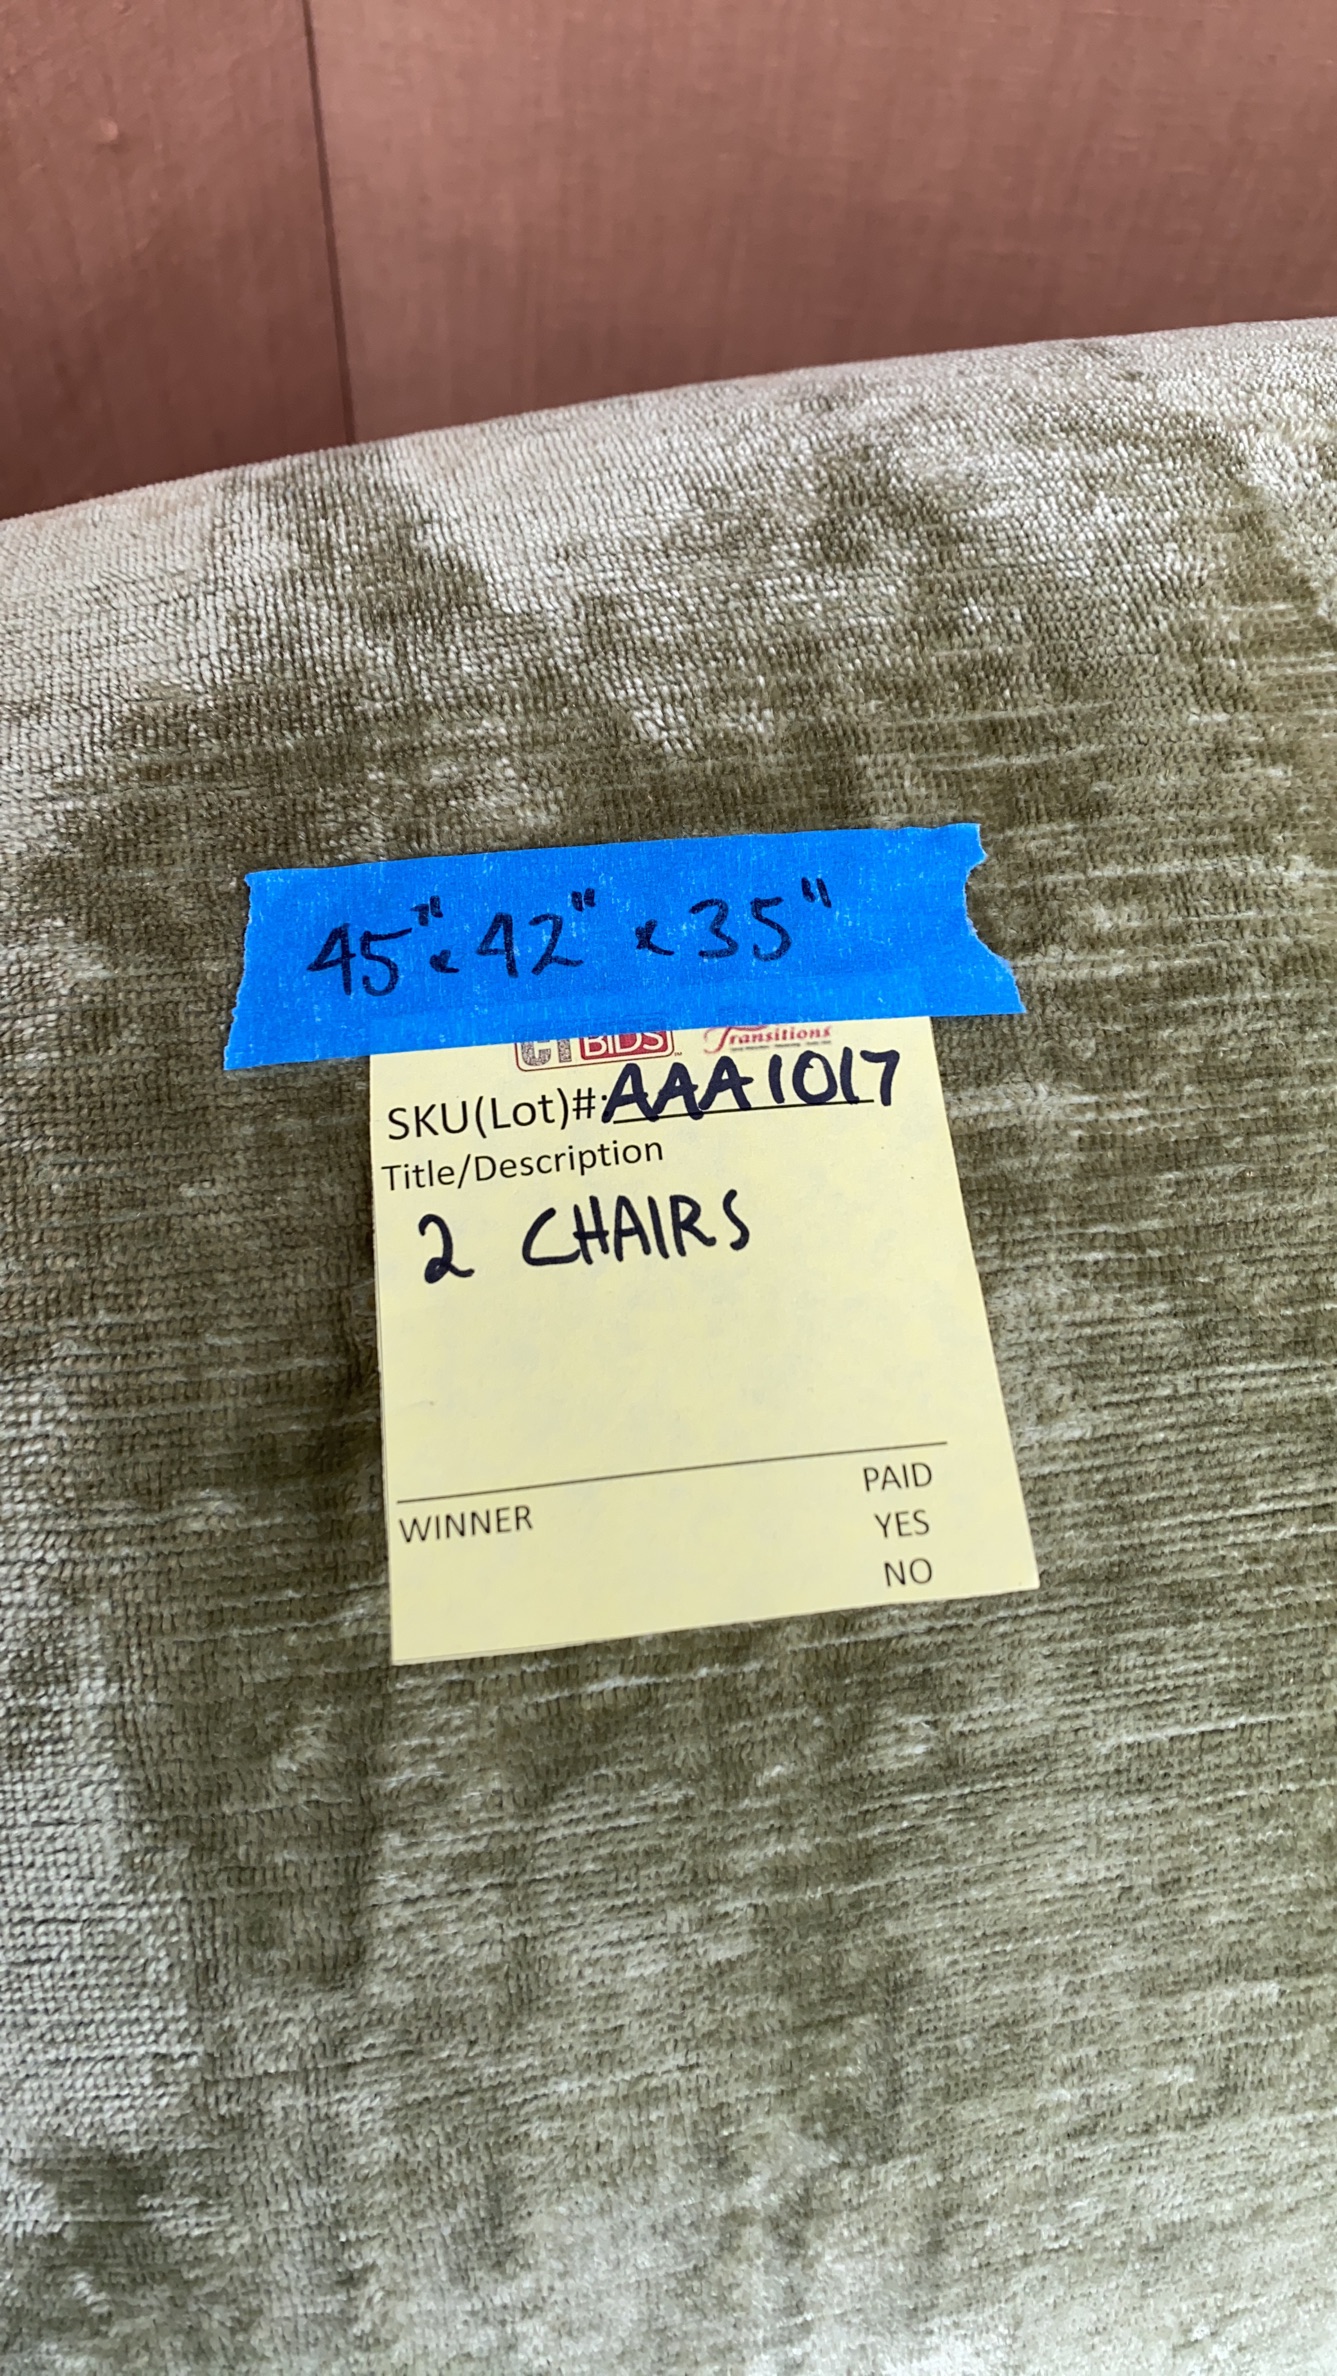 45" x 42" x 35"
CTBIDS Transitions
SKU(Lot)#: AAA1017
Title/Description
2 CHAIRS
PAID
WINNER YES
NO